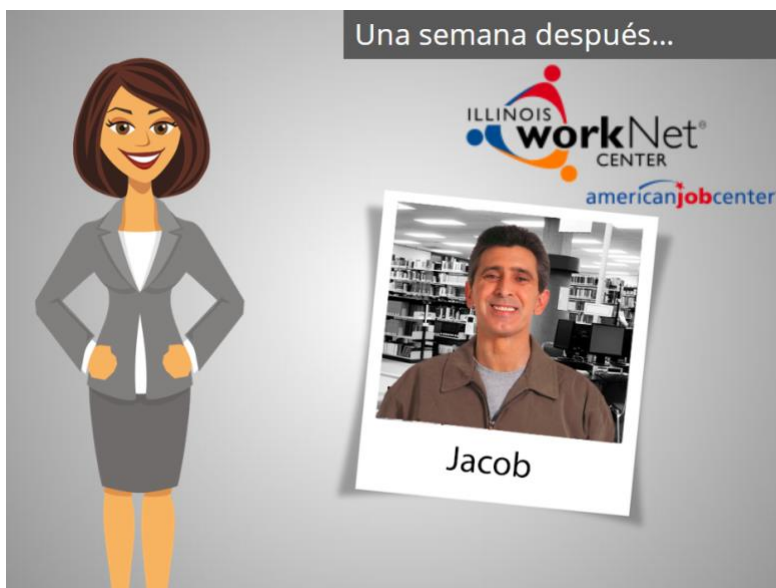 Una semana después...
ILLINOIS
workNet®
CENTER
americanjobcenter
Jacob